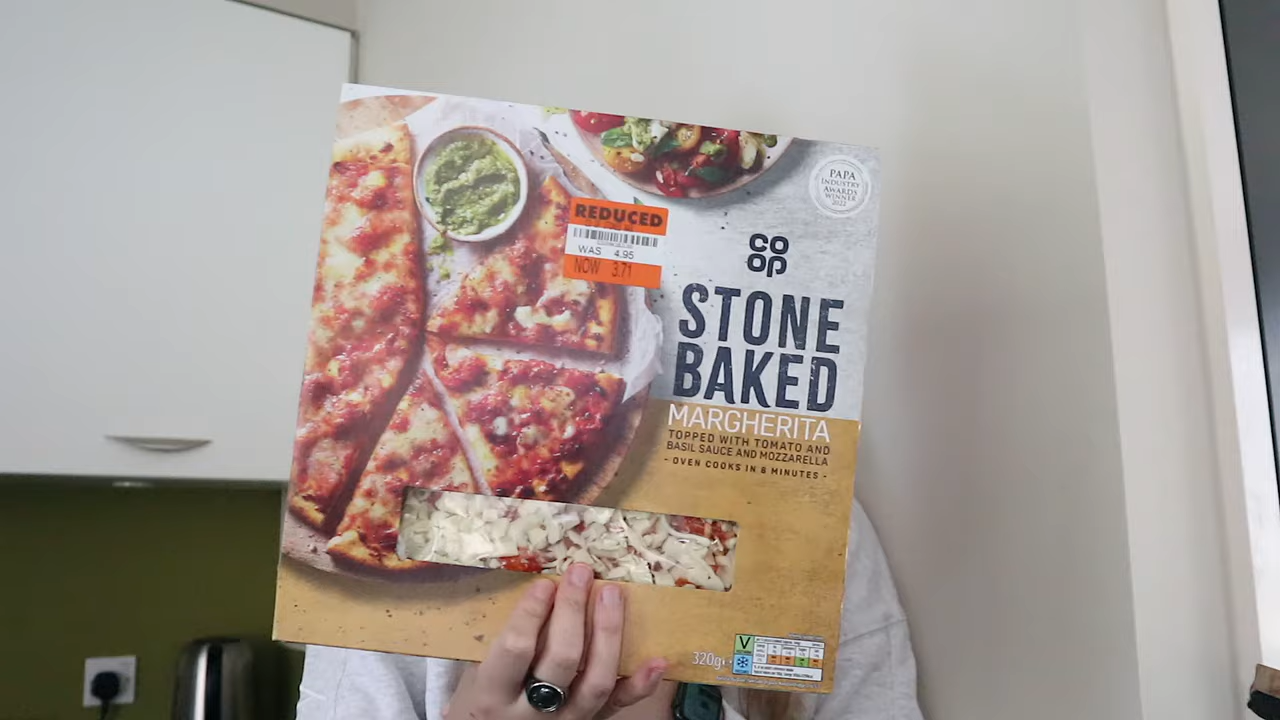 PAPA
INDUSTRY
AWARDS
WINNER
2022
REDUCED
WAS 4.95
NOW 3.71
CO
OP
STONE
BAKED
MARGHERITA
TOPPED WITH TOMATO AND
BASIL SAUCE AND MOZZARELLA
- OVEN COOKS IN 8 MINUTES -
V
320g